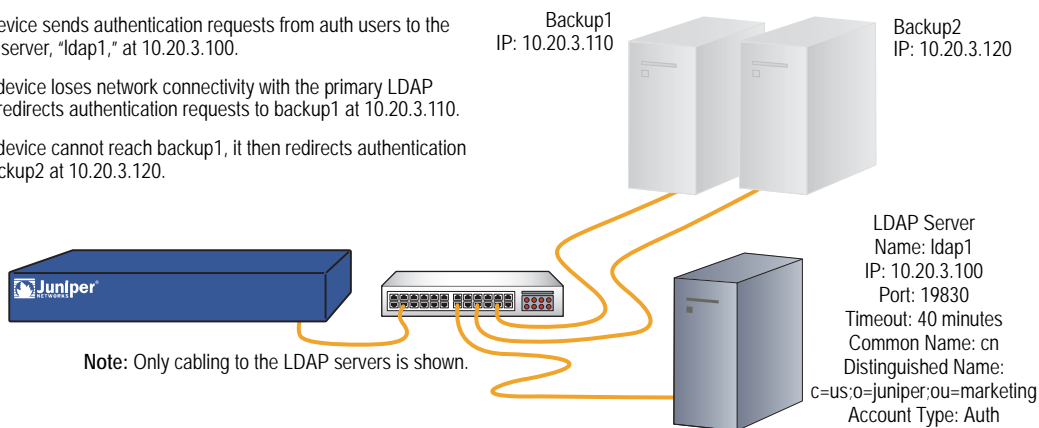 evice sends authentication requests from auth users to the
server, “ldap1,” at 10.20.3.100.
device loses network connectivity with the primary LDAP
redirects authentication requests to backup1 at 10.20.3.110.
device cannot reach backup1, it then redirects authentication
ckup2 at 10.20.3.120.
Backup1
IP: 10.20.3.110
Backup2
IP: 10.20.3.120
Juniper
NETWORKS
Note: Only cabling to the LDAP servers is shown.
LDAP Server
Name: ldap1
IP: 10.20.3.100
Port: 19830
Timeout: 40 minutes
Common Name: cn
Distinguished Name:
c=us;o=juniper;ou=marketing
Account Type: Auth